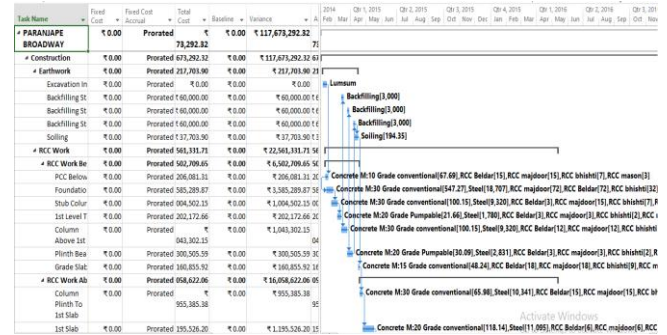 2014 Qtr 1, 2015 Qtr 2, 2015 Qtr 3, 2015 Qtr 4, 2015 Qtr 1, 2016 Qtr 2, 2016
Task Name Fixed Cost Fixed Cost Accrual Total Cost Baseline Variance
Feb Mar Apr May Jun Jul Aug Sep Oct Nov Dec Jan Feb Mar Apr May Jun Jul Aug Sep Oct
PARANJAPE BROADWAY ₹ 0.00 Prorated ₹ 73,292.32 ₹ 0.00 ₹ 117,673,292.32
Construction ₹ 0.00 Prorated 673,292.32 ₹ 0.00 ₹ 117,673,292.32
Earthwork ₹ 0.00 Prorated 217,703.90 ₹ 0.00 ₹ 217,703.90
Excavation In ₹ 0.00 Prorated ₹ 0.00 ₹ 0.00 ₹ 0.00 Lumsum
Backfilling St ₹ 0.00 Prorated ₹ 60,000.00 ₹ 0.00 ₹ 60,000.00 Backfilling[3,000]
Backfilling St ₹ 0.00 Prorated ₹ 60,000.00 ₹ 0.00 ₹ 60,000.00 Backfilling[3,000]
Backfilling St ₹ 0.00 Prorated ₹ 60,000.00 ₹ 0.00 ₹ 60,000.00 Backfilling[3,000]
Soiling ₹ 0.00 Prorated ₹ 37,703.90 ₹ 0.00 ₹ 37,703.90 Soiling[194.35]
RCC Work ₹ 0.00 Prorated 561,331.71 ₹ 0.00 ₹ 22,561,331.71
RCC Work Be ₹ 0.00 Prorated 502,709.65 ₹ 0.00 ₹ 6,502,709.65
PCC Below ₹ 0.00 Prorated 206,081.31 ₹ 0.00 ₹ 206,081.31 Concrete M:10 Grade conventional[67.69],RCC Beldar[15],RCC majdoor[15],RCC bhishti[7],RCC mason[3]
Foundatio ₹ 0.00 Prorated 585,289.87 ₹ 0.00 ₹ 3,585,289.87 Concrete M:30 Grade conventional[547.27],Steel[18,707],RCC majdoor[72],RCC Beldar[72],RCC bhishti[32]
Stub Colur ₹ 0.00 Prorated 004,502.15 ₹ 0.00 ₹ 1,004,502.15 Concrete M:30 Grade conventional[100.15],Steel[9,320],RCC Beldar[15],RCC majdoor[15],RCC bhishti[7]
1st Level T ₹ 0.00 Prorated 202,172.66 ₹ 0.00 ₹ 202,172.66 Concrete M:20 Grade Pumpable[21.66],Steel[1,780],RCC Beldar[3],RCC majdoor[3],RCC bhishti[2]
Column Above 1st ₹ 0.00 Prorated ₹ 043,302.15 ₹ 0.00 ₹ 1,043,302.15 Concrete M:30 Grade conventional[100.15],Steel[9,320],RCC Beldar[12],RCC majdoor[12],RCC bhishti
Plinth Bea ₹ 0.00 Prorated 300,505.59 ₹ 0.00 ₹ 300,505.59 Concrete M:20 Grade Pumpable[30.09],Steel[2,831],RCC Beldar[3],RCC majdoor[3],RCC bhishti
Grade Slab ₹ 0.00 Prorated 160,855.92 ₹ 0.00 ₹ 160,855.92 Concrete M:15 Grade conventional[48.24],RCC Beldar[18],RCC majdoor[18],RCC bhishti[9],RCC
RCC Work Ab ₹ 0.00 Prorated 058,622.06 ₹ 0.00 ₹ 16,058,622.06
Column Plinth To 1st Slab ₹ 0.00 Prorated ₹ 955,385.38 ₹ 0.00 ₹ 955,385.38 Concrete M:30 Grade conventional[65.98],Steel[10,341],RCC Beldar[15],RCC majdoor[15],RCC
Activate Windows
1st Slab ₹ 0.00 Prorated 195,526.20 ₹ 0.00 ₹ 1,195,526.20 Concrete M:20 Grade conventional[118.14],Steel[11,095],RCC Beldar[6],RCC majdoor[6],RCC